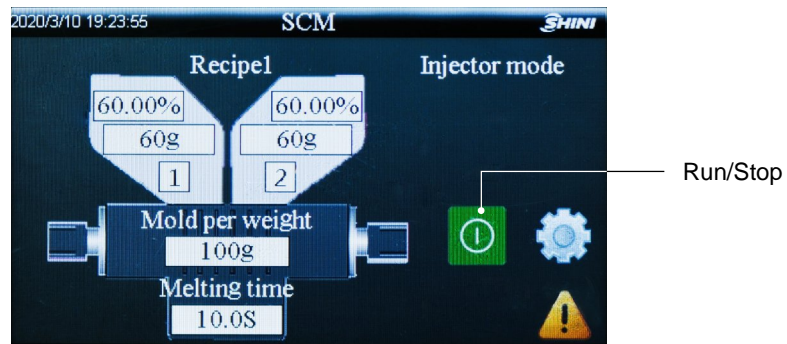 2020/3/10 19:23:55 SCM SHINI
Recipe1 Injector mode
60.00% 60.00%
60g 60g
1 2
Run/Stop
Mold per weight
100g
Melting time
10.0S